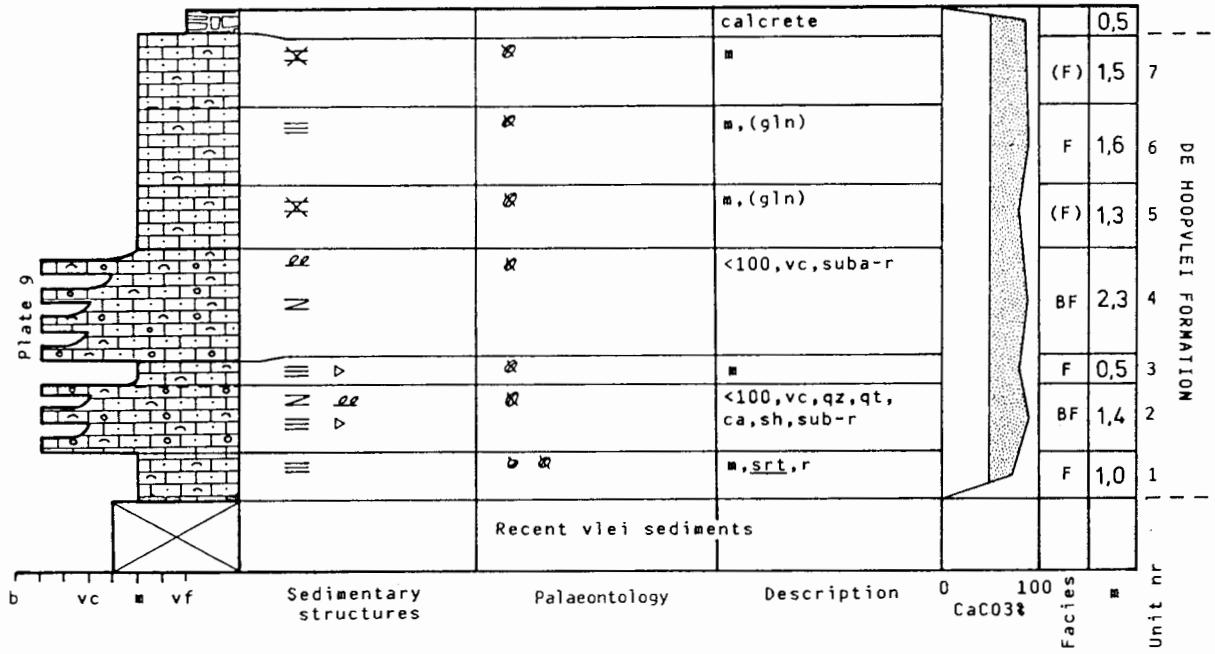 calcrete 0,5
m (F) 1,5 7
m,(gln) F 1,6 6
m,(gln) (F) 1,3 5
<100,vc,suba-r BF 2,3 4
m F 0,5 3
<100,vc,qz,qt,
ca,sh,sub-r BF 1,4 2
m,srt,r F 1,0 1
Recent vlei sediments
Plate 9
DE HOOPVLEI FORMATION
b vc m vf
Sedimentary
structures
Palaeontology
Description
0 100
CaCO3%
Facies
m
Unit nr